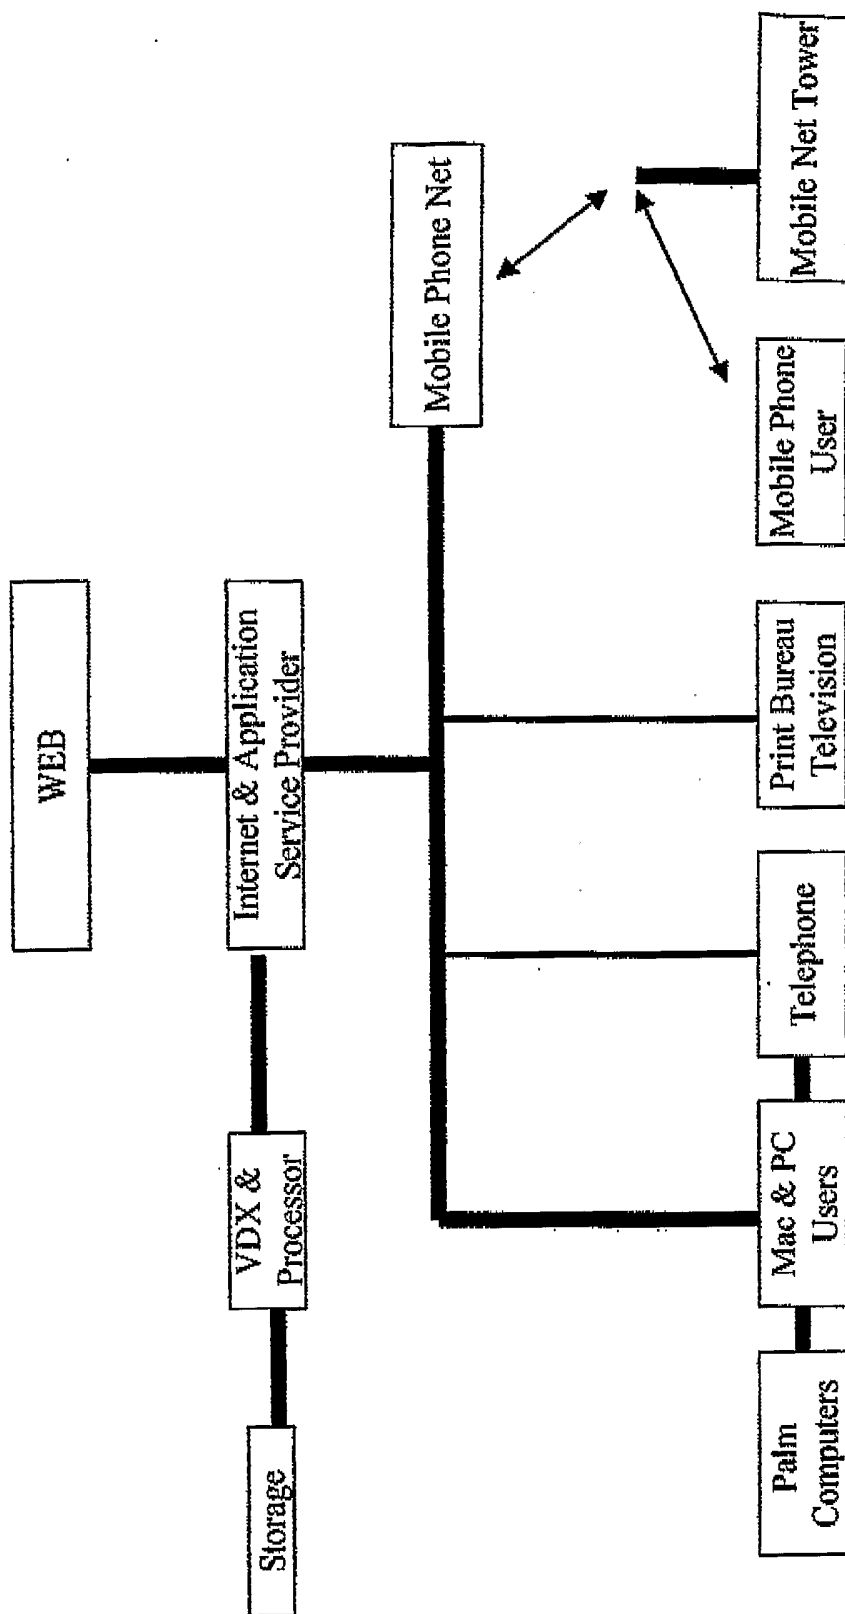 WEB
Storage
VDX &
Processor
Internet & Application
Service Provider
Mobile Phone Net
Palm
Computers
Mac & PC
Users
Telephone
Print Bureau
Television
Mobile Phone
User
Mobile Net Tower